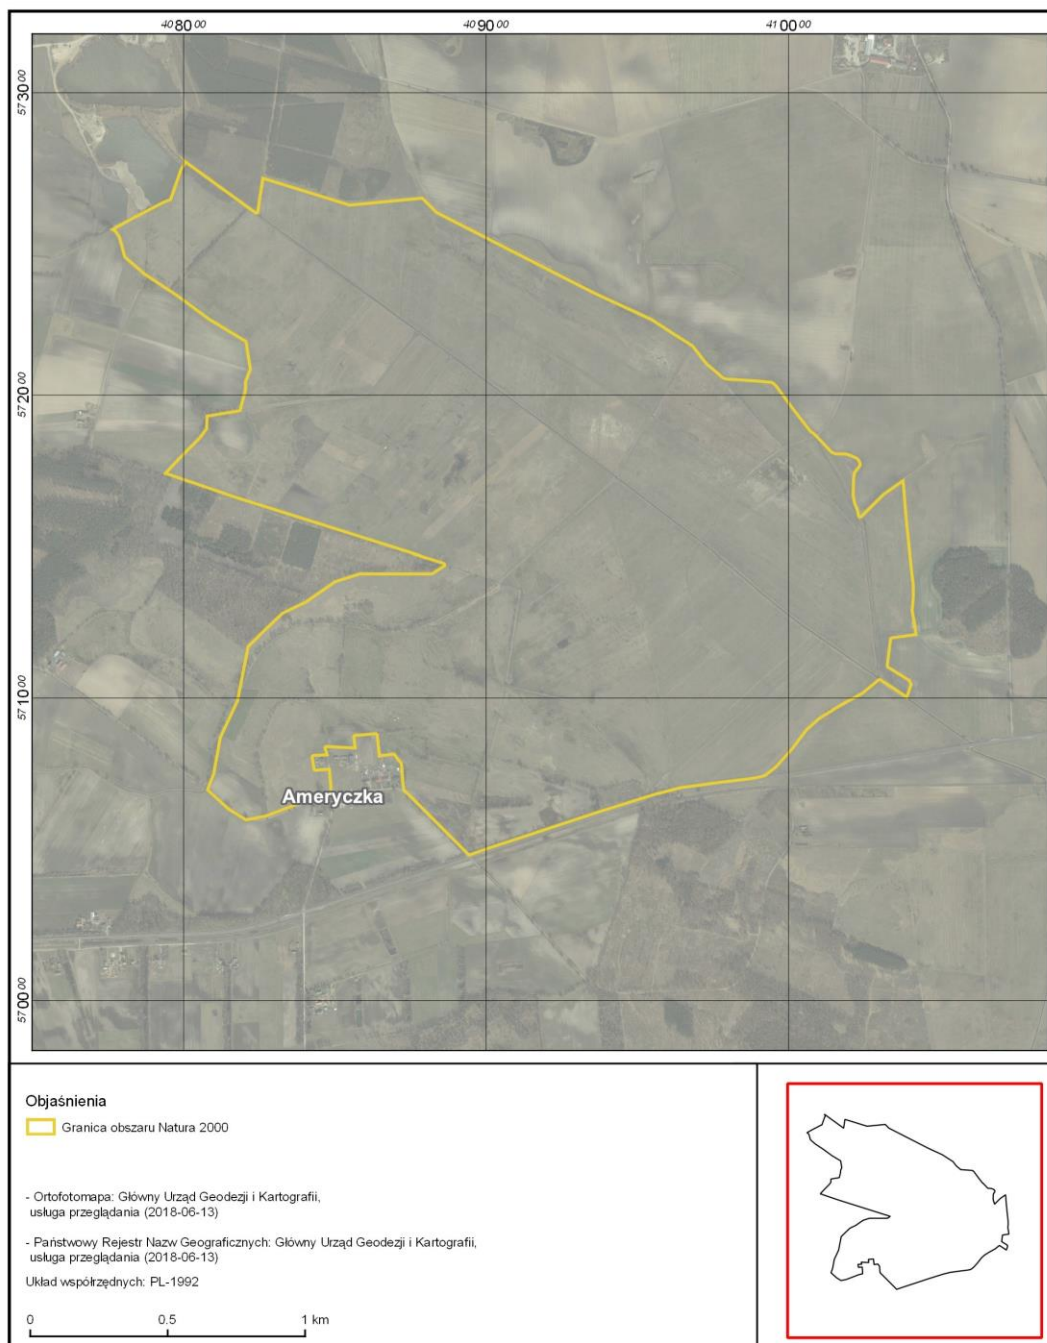 408000 409000 410000
573000
572000
571000
Ameryczka
570000
Objaśnienia
Granica obszaru Natura 2000
- Ortofotomapa: Główny Urząd Geodezji i Kartografii,
usługa przeglądania (2018-06-13)
- Państwowy Rejestr Nazw Geograficznych: Główny Urząd Geodezji i Kartografii,
usługa przeglądania (2018-06-13)
Układ współrzędnych: PL-1992
0 0.5 1 km